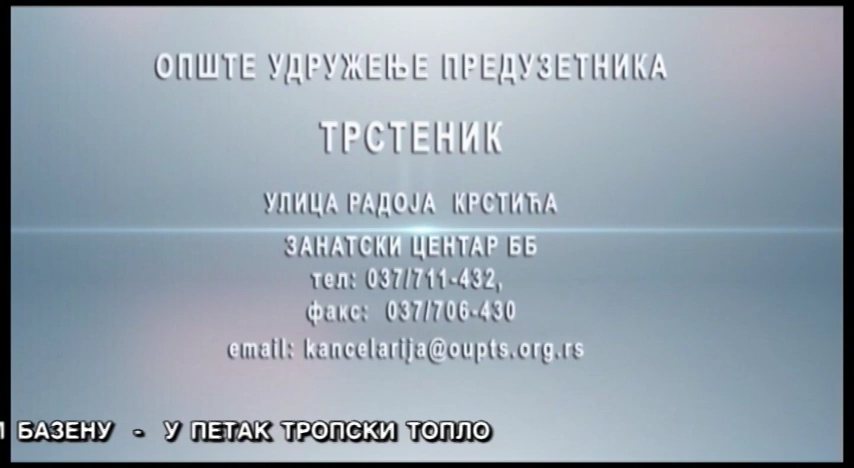 ОПШТЕ УДРУЖЕЊЕ ПРЕДУЗЕТНИКА
ТРСТЕНИК
УЛИЦА РАДОЈА КРСТИЋА
ЗАНАТСКИ ЦЕНТАР ББ
тел: 037/711-432,
факс: 037/706-430
email: kancelarija@oupts.org.rs
БАЗЕНУ - У ПЕТАК ТРОПСКИ ТОПЛО